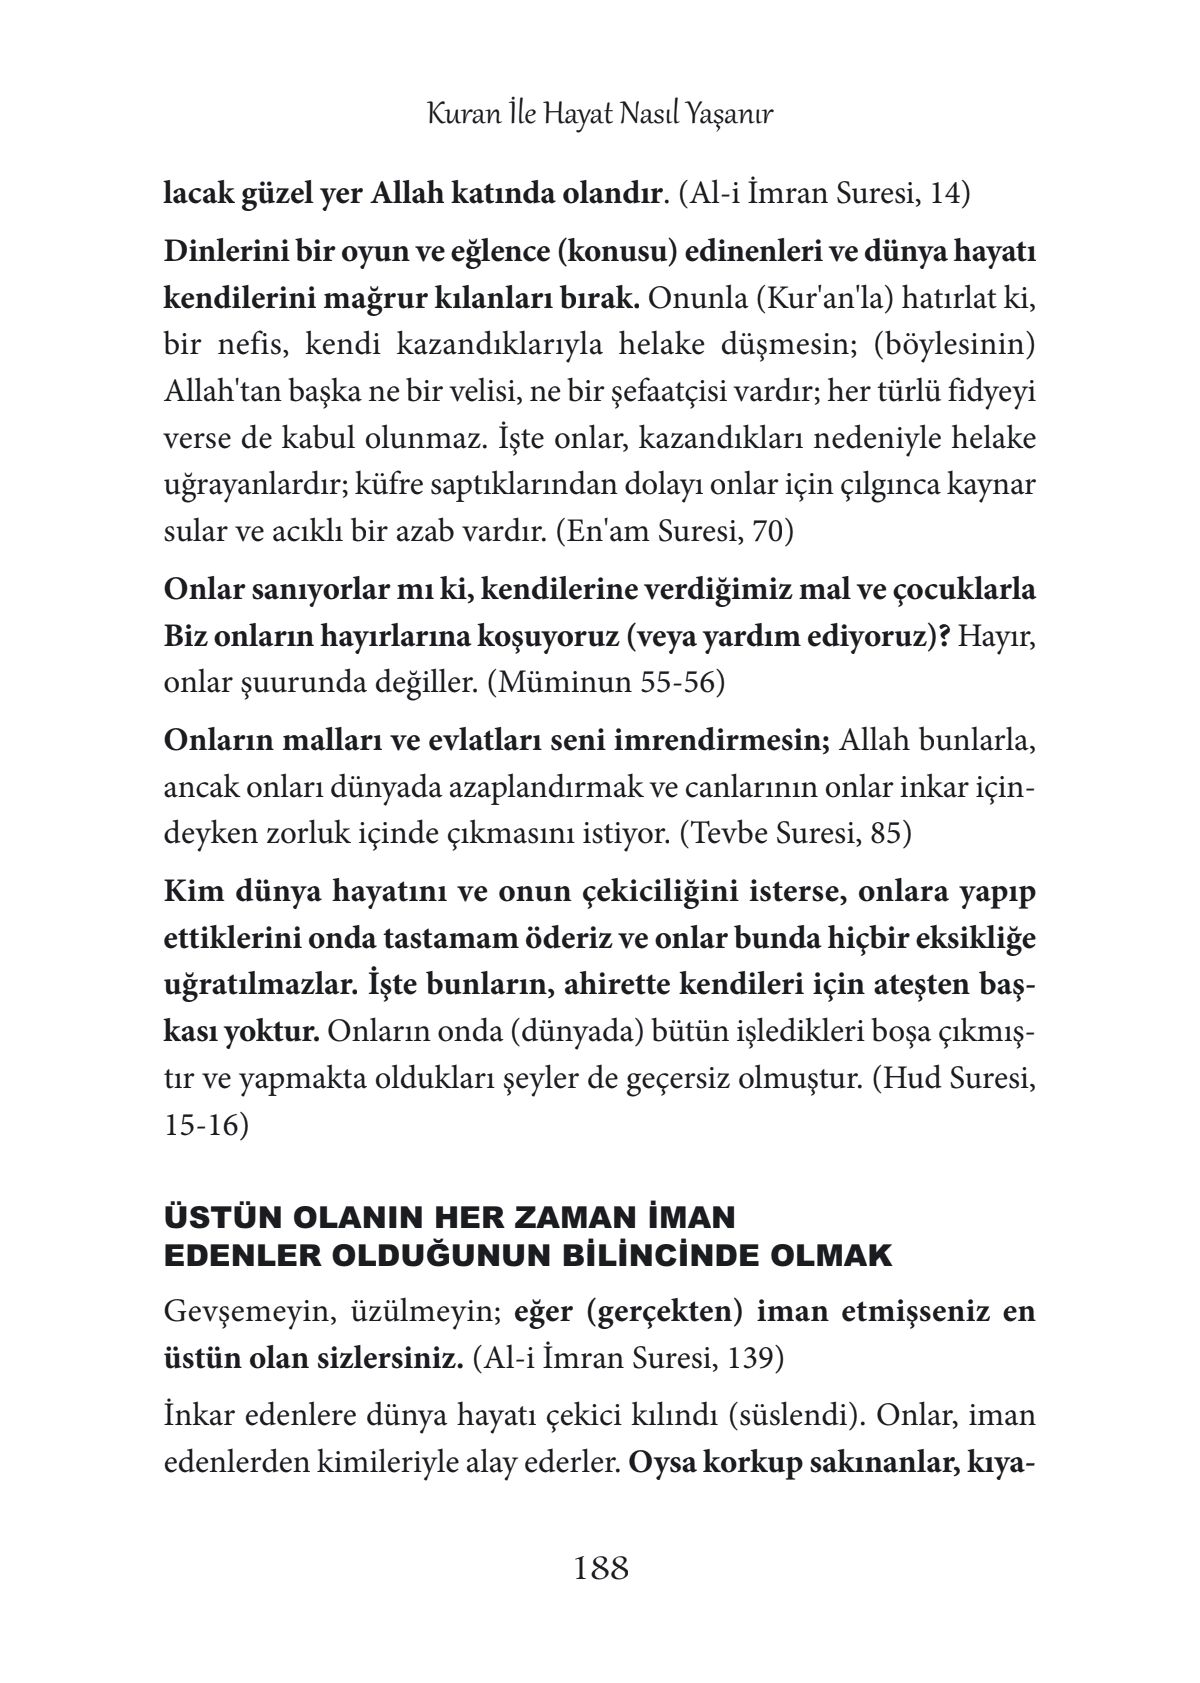 Kuran İle Hayat Nasıl Yaşanır
lacak güzel yer Allah katında olandır. (Al-i İmran Suresi, 14)
Dinlerini bir oyun ve eğlence (konusu) edinenleri ve dünya hayatı
kendilerini mağrur kılanları bırak. Onunla (Kur'an'la) hatırlat ki,
bir nefis, kendi kazandıklarıyla helake düşmesin; (böylesinin)
Allah'tan başka ne bir velisi, ne bir şefaatçisi vardır; her türlü fidyeyi
verse de kabul olunmaz. İşte onlar, kazandıkları nedeniyle helake
uğrayanlardır; küfre saptıklarından dolayı onlar için çılgınca kaynar
sular ve acıklı bir azab vardır. (En'am Suresi, 70)
Onlar sanıyorlar mı ki, kendilerine verdiğimiz mal ve çocuklarla
Biz onların hayırlarına koşuyoruz (veya yardım ediyoruz)? Hayır,
onlar şuurunda değiller. (Müminun 55-56)
Onların malları ve evlatları seni imrendirmesin; Allah bunlarla,
ancak onları dünyada azaplandırmak ve canlarının onlar inkar için-
deyken zorluk içinde çıkmasını istiyor. (Tevbe Suresi, 85)
Kim dünya hayatını ve onun çekiciliğini isterse, onlara yapıp
ettiklerini onda tastamam öderiz ve onlar bunda hiçbir eksikliğe
uğratılmazlar. İşte bunların, ahirette kendileri için ateşten baş-
kası yoktur. Onların onda (dünyada) bütün işledikleri boşa çıkmış-
tır ve yapmakta oldukları şeyler de geçersiz olmuştur. (Hud Suresi,
15-16)
ÜSTÜN OLANIN HER ZAMAN İMAN
EDENLER OLDUĞUNUN BİLİNCİNDE OLMAK
Gevşemeyin, üzülmeyin; eğer (gerçekten) iman etmişseniz en
üstün olan sizlersiniz. (Al-i İmran Suresi, 139)
İnkar edenlere dünya hayatı çekici kılındı (süslendi). Onlar, iman
edenlerden kimileriyle alay ederler. Oysa korkup sakınanlar, kıya-
188